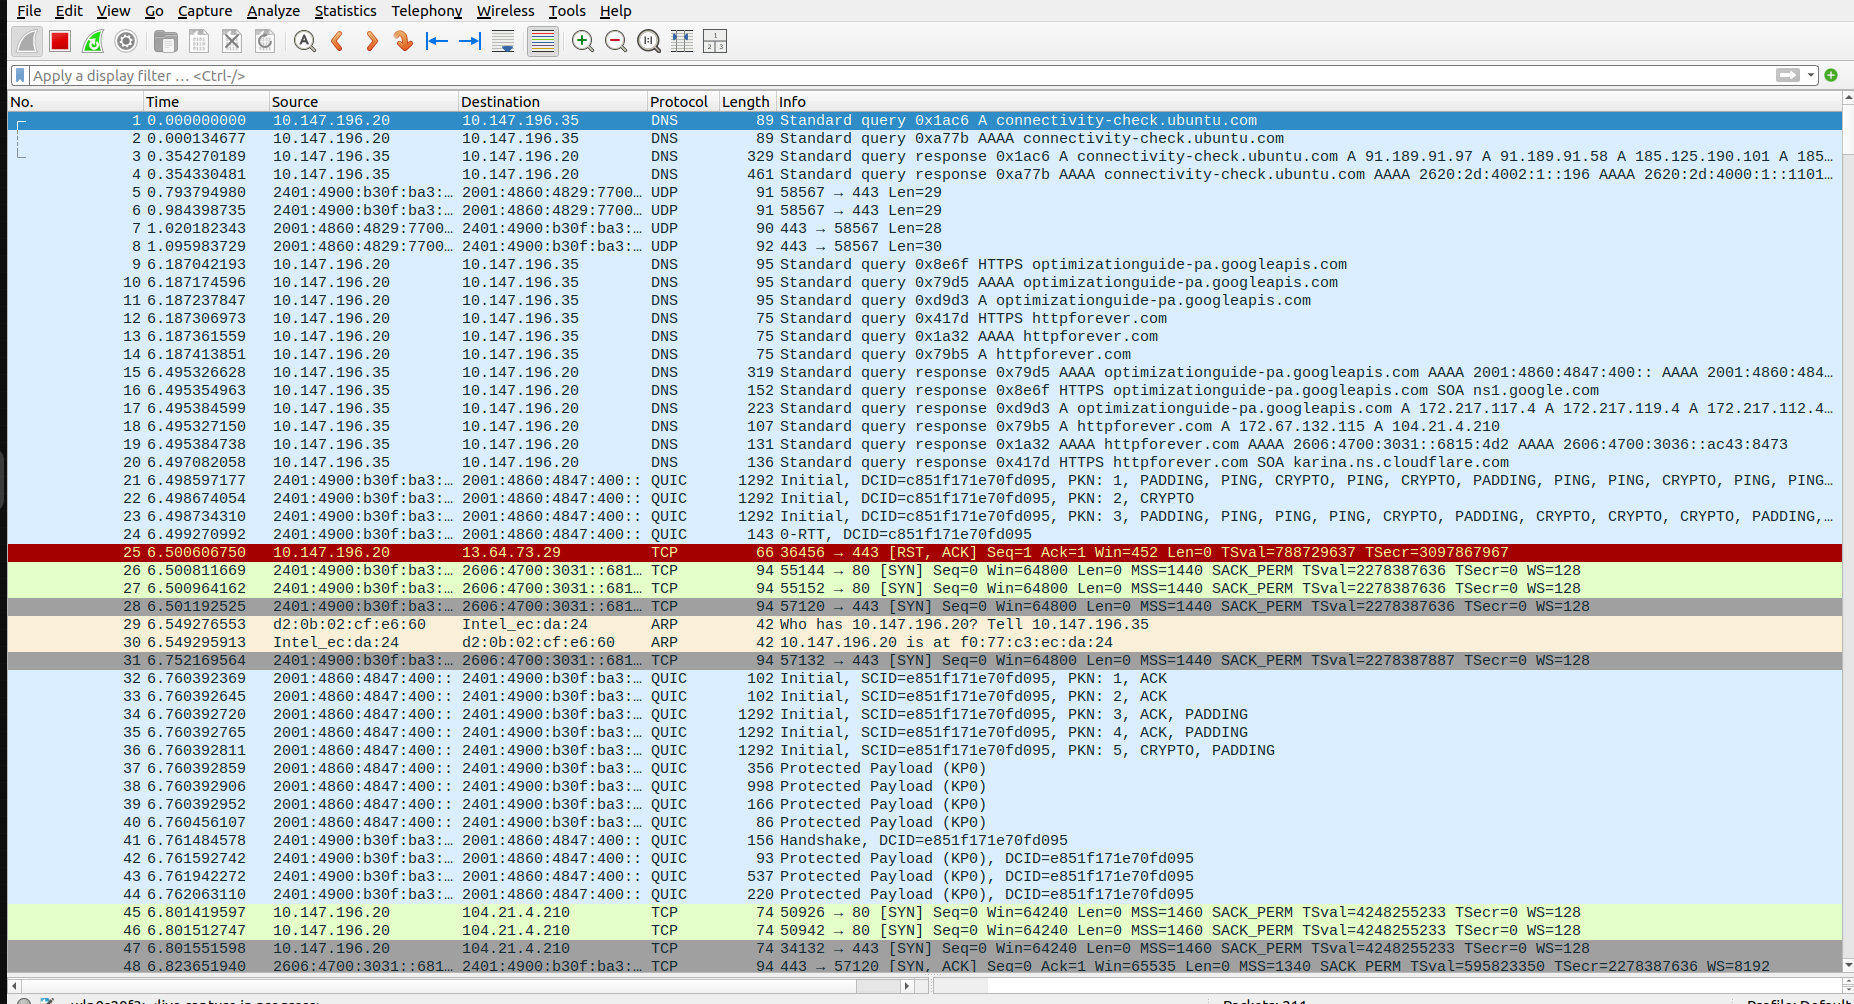 File Edit View Go Capture Analyze Statistics Telephony Wireless Tools Help
Apply a display filter … <Ctrl-/>
No. Time Source Destination Protocol Length Info
1 0.000000000 10.147.196.20 10.147.196.35 DNS 89 Standard query 0x1ac6 A connectivity-check.ubuntu.com
2 0.000134677 10.147.196.20 10.147.196.35 DNS 89 Standard query 0xa77b AAAA connectivity-check.ubuntu.com
3 0.354270189 10.147.196.35 10.147.196.20 DNS 329 Standard query response 0x1ac6 A connectivity-check.ubuntu.com A 91.189.91.97 A 91.189.91.58 A 185.125.190.101 A 185…
4 0.354330481 10.147.196.35 10.147.196.20 DNS 461 Standard query response 0xa77b AAAA connectivity-check.ubuntu.com AAAA 2620:2d:4002:1::196 AAAA 2620:2d:4000:1::1101…
5 0.793794980 2401:4900:b30f:ba3:… 2001:4860:4829:7700… UDP 91 58567 → 443 Len=29
6 0.984398735 2401:4900:b30f:ba3:… 2001:4860:4829:7700… UDP 91 58567 → 443 Len=29
7 1.020182343 2001:4860:4829:7700… 2401:4900:b30f:ba3:… UDP 90 443 → 58567 Len=28
8 1.095983729 2001:4860:4829:7700… 2401:4900:b30f:ba3:… UDP 92 443 → 58567 Len=30
9 6.187042193 10.147.196.20 10.147.196.35 DNS 95 Standard query 0x8e6f HTTPS optimizationguide-pa.googleapis.com
10 6.187174596 10.147.196.20 10.147.196.35 DNS 95 Standard query 0x79d5 AAAA optimizationguide-pa.googleapis.com
11 6.187237847 10.147.196.20 10.147.196.35 DNS 95 Standard query 0xd9d3 A optimizationguide-pa.googleapis.com
12 6.187306973 10.147.196.20 10.147.196.35 DNS 75 Standard query 0x417d HTTPS httpforever.com
13 6.187361559 10.147.196.20 10.147.196.35 DNS 75 Standard query 0x1a32 AAAA httpforever.com
14 6.187413851 10.147.196.20 10.147.196.35 DNS 75 Standard query 0x79b5 A httpforever.com
15 6.495326628 10.147.196.35 10.147.196.20 DNS 319 Standard query response 0x79d5 AAAA optimizationguide-pa.googleapis.com AAAA 2001:4860:4847:400:: AAAA 2001:4860:484…
16 6.495354963 10.147.196.35 10.147.196.20 DNS 152 Standard query response 0x8e6f HTTPS optimizationguide-pa.googleapis.com SOA ns1.google.com
17 6.495384599 10.147.196.35 10.147.196.20 DNS 223 Standard query response 0xd9d3 A optimizationguide-pa.googleapis.com A 172.217.117.4 A 172.217.119.4 A 172.217.112.4…
18 6.495327150 10.147.196.35 10.147.196.20 DNS 107 Standard query response 0x79b5 A httpforever.com A 172.67.132.115 A 104.21.4.210
19 6.495384738 10.147.196.35 10.147.196.20 DNS 131 Standard query response 0x1a32 AAAA httpforever.com AAAA 2606:4700:3031::6815:4d2 AAAA 2606:4700:3036::ac43:8473
20 6.497082058 10.147.196.35 10.147.196.20 DNS 136 Standard query response 0x417d HTTPS httpforever.com SOA karina.ns.cloudflare.com
21 6.498597177 2401:4900:b30f:ba3:… 2001:4860:4847:400:: QUIC 1292 Initial, DCID=c851f171e70fd095, PKN: 1, PADDING, PING, CRYPTO, PING, CRYPTO, PADDING, PING, PING, CRYPTO, PING, PING…
22 6.498674054 2401:4900:b30f:ba3:… 2001:4860:4847:400:: QUIC 1292 Initial, DCID=c851f171e70fd095, PKN: 2, CRYPTO
23 6.498734310 2401:4900:b30f:ba3:… 2001:4860:4847:400:: QUIC 1292 Initial, DCID=c851f171e70fd095, PKN: 3, PADDING, PING, PING, PING, CRYPTO, PADDING, CRYPTO, CRYPTO, CRYPTO, PADDING,…
24 6.499270992 2401:4900:b30f:ba3:… 2001:4860:4847:400:: QUIC 143 0-RTT, DCID=c851f171e70fd095
25 6.500606750 10.147.196.20 13.64.73.29 TCP 66 36456 → 443 [RST, ACK] Seq=1 Ack=1 Win=452 Len=0 TSval=788729637 TSecr=3097867967
26 6.500811669 2401:4900:b30f:ba3:… 2606:4700:3031::681… TCP 94 55144 → 80 [SYN] Seq=0 Win=64800 Len=0 MSS=1440 SACK_PERM TSval=2278387636 TSecr=0 WS=128
27 6.500964162 2401:4900:b30f:ba3:… 2606:4700:3031::681… TCP 94 55152 → 80 [SYN] Seq=0 Win=64800 Len=0 MSS=1440 SACK_PERM TSval=2278387636 TSecr=0 WS=128
28 6.501192525 2401:4900:b30f:ba3:… 2606:4700:3031::681… TCP 94 57120 → 443 [SYN] Seq=0 Win=64800 Len=0 MSS=1440 SACK_PERM TSval=2278387636 TSecr=0 WS=128
29 6.549276553 d2:0b:02:cf:e6:60 Intel_ec:da:24 ARP 42 Who has 10.147.196.20? Tell 10.147.196.35
30 6.549295913 Intel_ec:da:24 d2:0b:02:cf:e6:60 ARP 42 10.147.196.20 is at f0:77:c3:ec:da:24
31 6.752169564 2401:4900:b30f:ba3:… 2606:4700:3031::681… TCP 94 57132 → 443 [SYN] Seq=0 Win=64800 Len=0 MSS=1440 SACK_PERM TSval=2278387887 TSecr=0 WS=128
32 6.760392369 2001:4860:4847:400:: 2401:4900:b30f:ba3:… QUIC 102 Initial, SCID=e851f171e70fd095, PKN: 1, ACK
33 6.760392645 2001:4860:4847:400:: 2401:4900:b30f:ba3:… QUIC 102 Initial, SCID=e851f171e70fd095, PKN: 2, ACK
34 6.760392720 2001:4860:4847:400:: 2401:4900:b30f:ba3:… QUIC 1292 Initial, SCID=e851f171e70fd095, PKN: 3, ACK, PADDING
35 6.760392765 2001:4860:4847:400:: 2401:4900:b30f:ba3:… QUIC 1292 Initial, SCID=e851f171e70fd095, PKN: 4, ACK, PADDING
36 6.760392811 2001:4860:4847:400:: 2401:4900:b30f:ba3:… QUIC 1292 Initial, SCID=e851f171e70fd095, PKN: 5, CRYPTO, PADDING
37 6.760392859 2001:4860:4847:400:: 2401:4900:b30f:ba3:… QUIC 356 Protected Payload (KP0)
38 6.760392906 2001:4860:4847:400:: 2401:4900:b30f:ba3:… QUIC 998 Protected Payload (KP0)
39 6.760392952 2001:4860:4847:400:: 2401:4900:b30f:ba3:… QUIC 166 Protected Payload (KP0)
40 6.760456107 2001:4860:4847:400:: 2401:4900:b30f:ba3:… QUIC 86 Protected Payload (KP0)
41 6.761484578 2401:4900:b30f:ba3:… 2001:4860:4847:400:: QUIC 156 Handshake, DCID=e851f171e70fd095
42 6.761592742 2401:4900:b30f:ba3:… 2001:4860:4847:400:: QUIC 93 Protected Payload (KP0), DCID=e851f171e70fd095
43 6.761942272 2401:4900:b30f:ba3:… 2001:4860:4847:400:: QUIC 537 Protected Payload (KP0), DCID=e851f171e70fd095
44 6.762063110 2401:4900:b30f:ba3:… 2001:4860:4847:400:: QUIC 220 Protected Payload (KP0), DCID=e851f171e70fd095
45 6.801419597 10.147.196.20 104.21.4.210 TCP 74 50926 → 80 [SYN] Seq=0 Win=64240 Len=0 MSS=1460 SACK_PERM TSval=4248255233 TSecr=0 WS=128
46 6.801512747 10.147.196.20 104.21.4.210 TCP 74 50942 → 80 [SYN] Seq=0 Win=64240 Len=0 MSS=1460 SACK_PERM TSval=4248255233 TSecr=0 WS=128
47 6.801551598 10.147.196.20 104.21.4.210 TCP 74 34132 → 443 [SYN] Seq=0 Win=64240 Len=0 MSS=1460 SACK_PERM TSval=4248255233 TSecr=0 WS=128
48 6.823651940 2606:4700:3031::681… 2401:4900:b30f:ba3:… TCP 94 443 → 57120 [SYN, ACK] Seq=0 Ack=1 Win=65535 Len=0 MSS=1340 SACK_PERM TSval=595823350 TSecr=2278387636 WS=8192